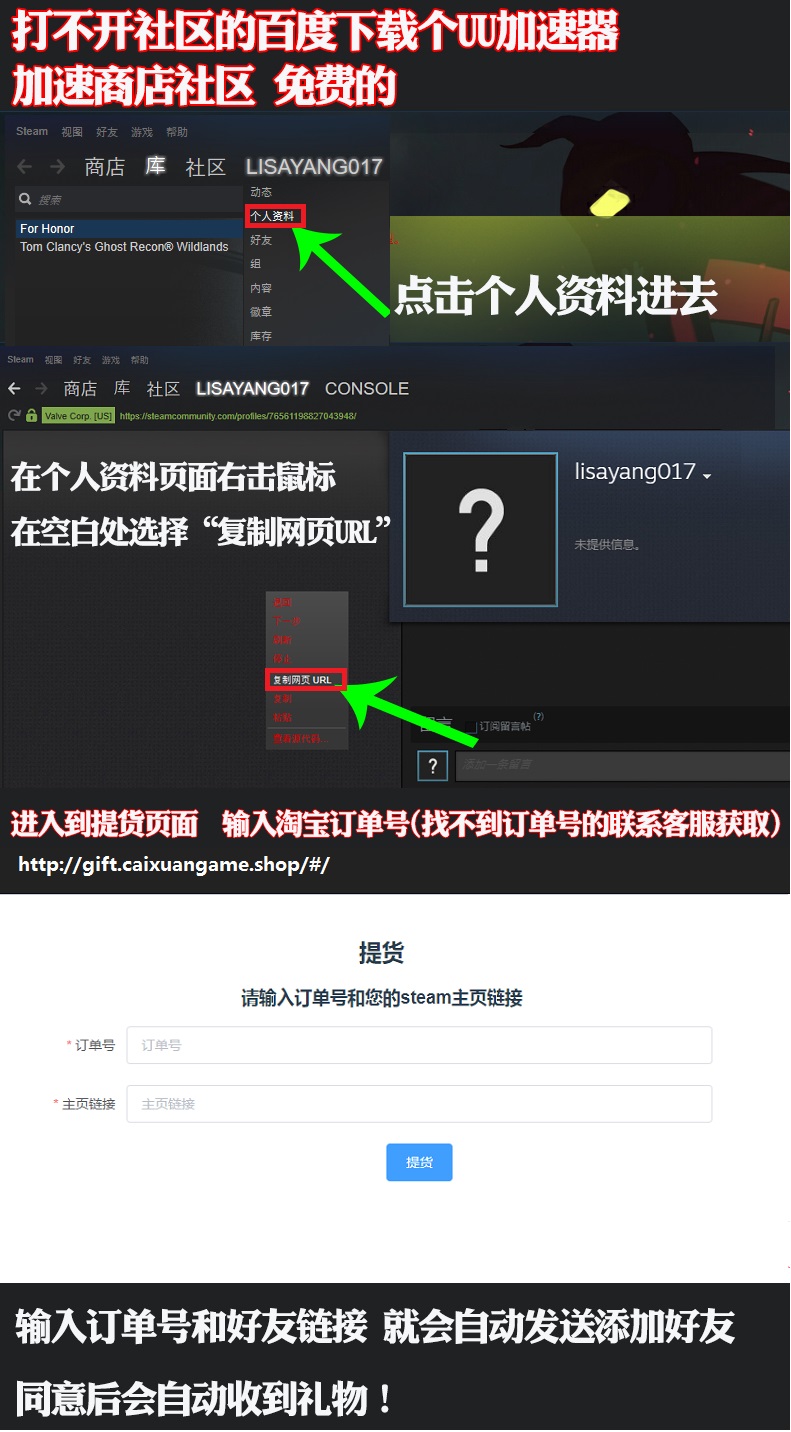 打不开社区的百度下载个UU加速器
加速商店社区 免费的
Steam 视图 好友 游戏 帮助
商店 库 社区 LISAYANG017
搜索
动态
个人资料
For Honor
好友
Tom Clancy's Ghost Recon® Wildlands
组
内容
徽章
库存
点击个人资料进去
Steam 视图 好友 游戏 帮助
商店 库 社区 LISAYANG017 CONSOLE
Valve Corp. [US] https://steamcommunity.com/profiles/76561198827043948/
在个人资料页面右击鼠标
在空白处选择“复制网页URL”
lisayang017
未提供信息。
下一步
停止
复制网页 URL
复制
粘贴
查看源代码...
留言 订阅留言帖 (?)
添加一条留言
进入到提货页面 输入淘宝订单号(找不到订单号的联系客服获取)
http://gift.caixuangame.shop/#/
提货
请输入订单号和您的steam主页链接
* 订单号 订单号
* 主页链接 主页链接
提货
输入订单号和好友链接 就会自动发送添加好友
同意后会自动收到礼物！